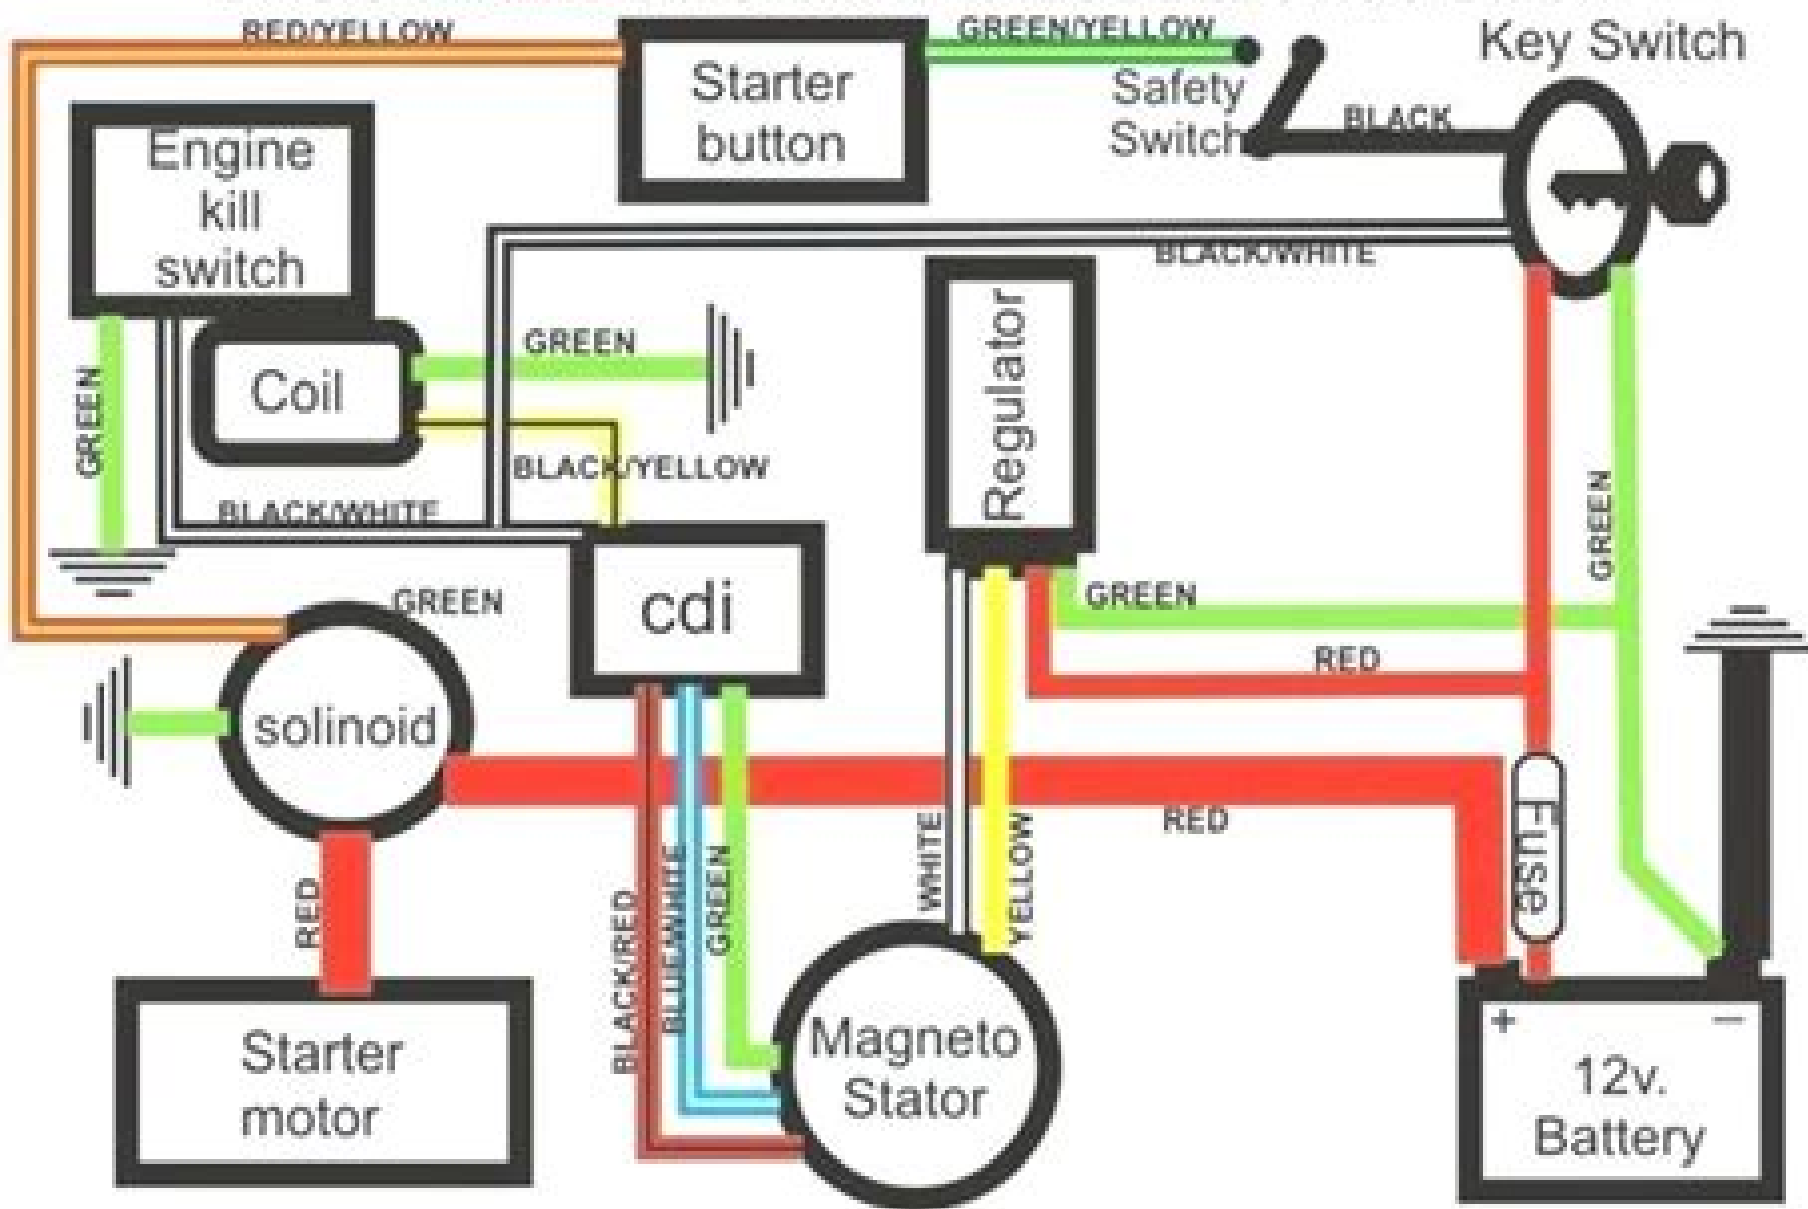 RED/YELLOW
GREEN/YELLOW
Key Switch
Starter
button
Safety
Switch
BLACK
Engine
kill
switch
BLACK/WHITE
GREEN
Coil
GREEN
BLACK/YELLOW
BLACK/WHITE
Regulator
GREEN
cdi
GREEN
GREEN
RED
solinoid
RED
RED
Fuse
WHITE
YELLOW
BLACK/RED
BLUE/WHITE
GREEN
Starter
motor
Magneto
Stator
+ —
12v.
Battery